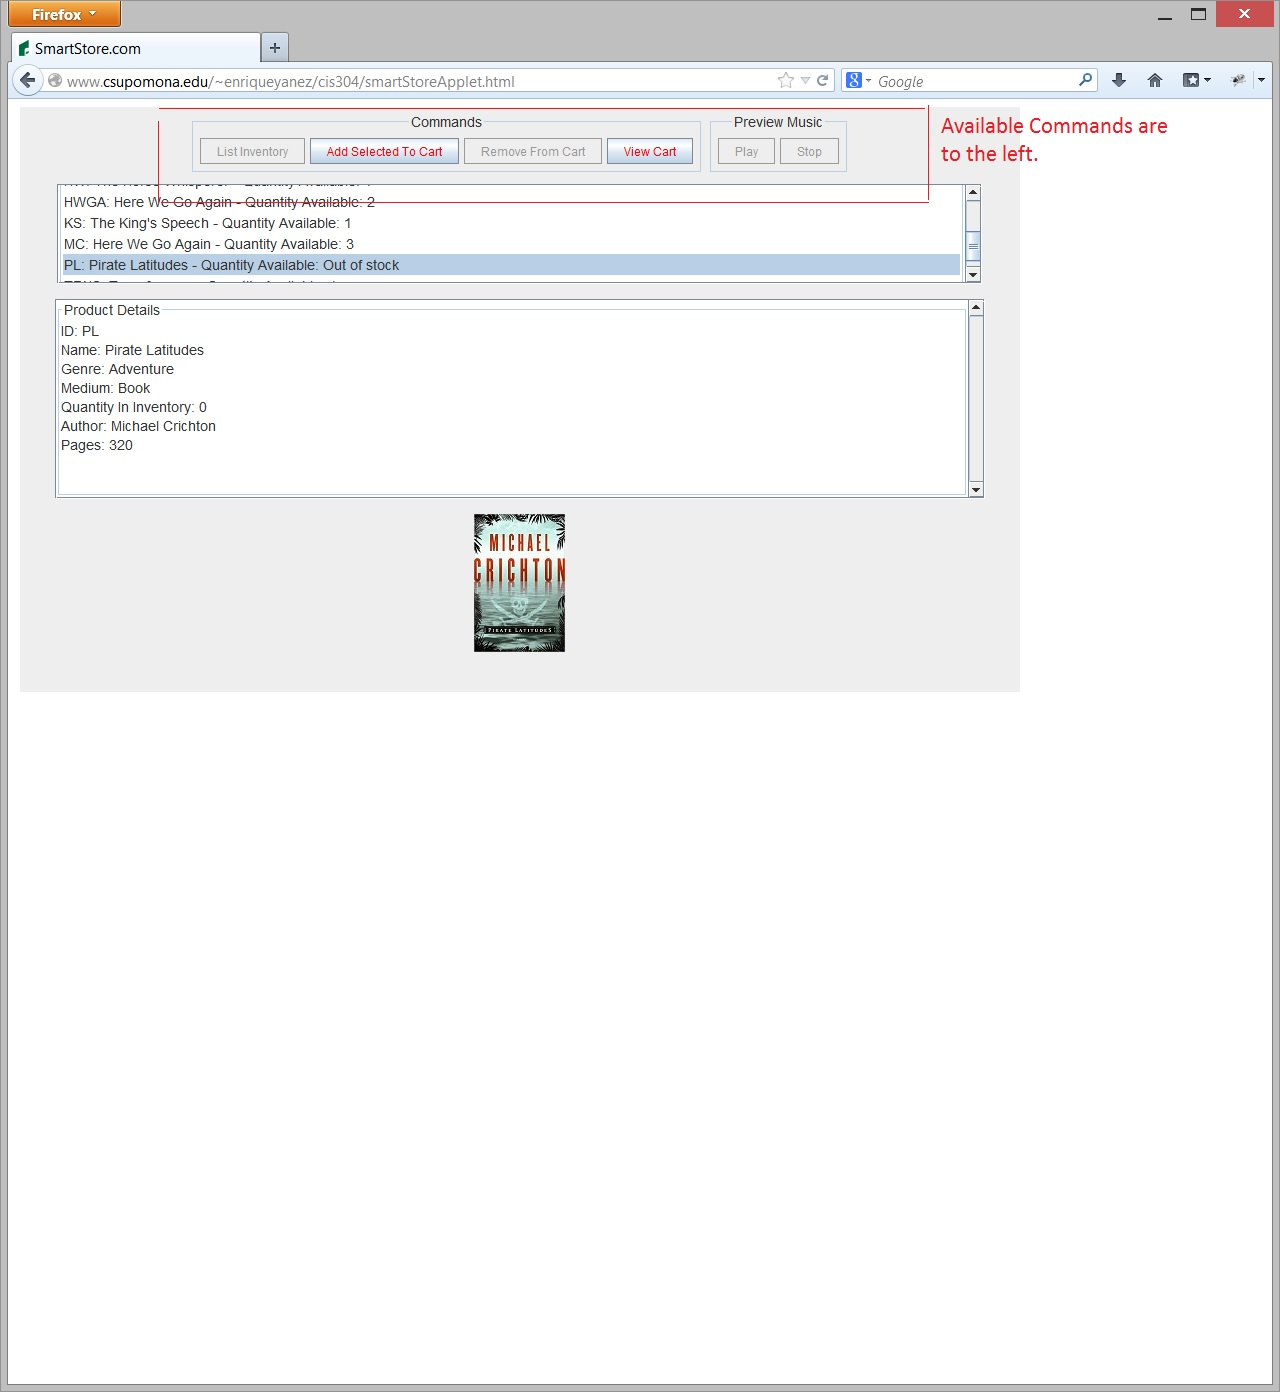 Firefox
SmartStore.com
www.csupomona.edu/~enriqueyanez/cis304/smartStoreApplet.html
Google
Commands
Preview Music
List Inventory
Add Selected To Cart
Remove From Cart
View Cart
Play
Stop
Available Commands are
to the left.
HWGA: Here We Go Again - Quantity Available: 2
KS: The King's Speech - Quantity Available: 1
MC: Here We Go Again - Quantity Available: 3
PL: Pirate Latitudes - Quantity Available: Out of stock
Product Details
ID: PL
Name: Pirate Latitudes
Genre: Adventure
Medium: Book
Quantity In Inventory: 0
Author: Michael Crichton
Pages: 320
MICHAEL
CRICHTON
PIRATE LATITUDES